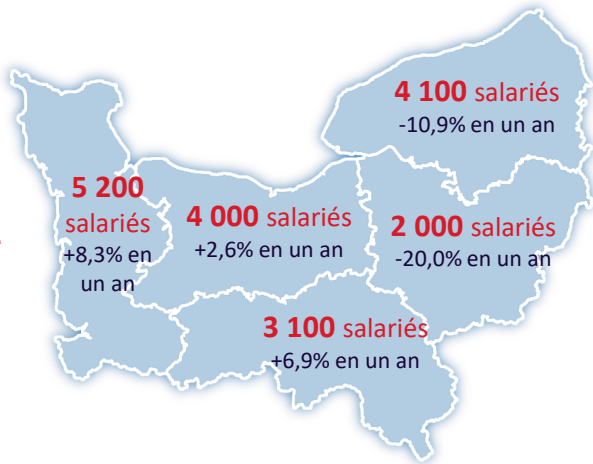 4 100 salariés
-10,9% en un an
5 200
salariés
+8,3% en
un an
4 000 salariés
+2,6% en un an
2 000 salariés
-20,0% en un an
3 100 salariés
+6,9% en un an